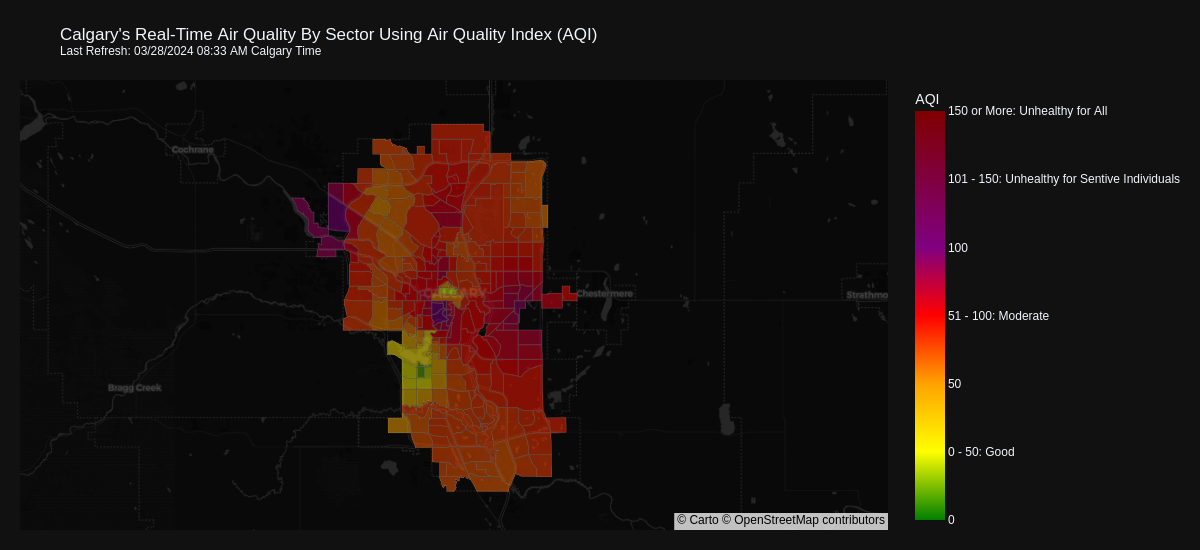 Calgary's Real-Time Air Quality By Sector Using Air Quality Index (AQI)
Last Refresh: 03/28/2024 08:33 AM Calgary Time
AQI
150 or More: Unhealthy for All
Cochrane
101 - 150: Unhealthy for Sentive Individuals
100
CALGARY
Chestermere
Strathmo
51 - 100: Moderate
Bragg Creek
50
0 - 50: Good
© Carto © OpenStreetMap contributors
0